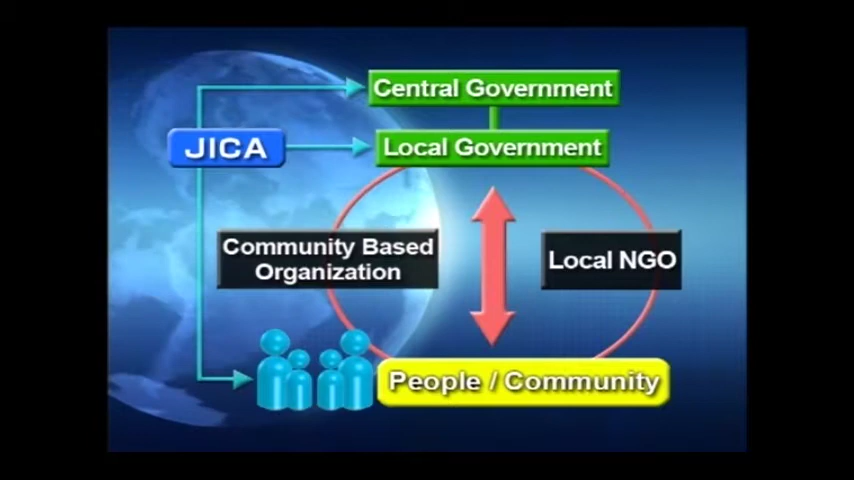 Central Government
JICA
Local Government
Community Based
Organization
Local NGO
People / Community